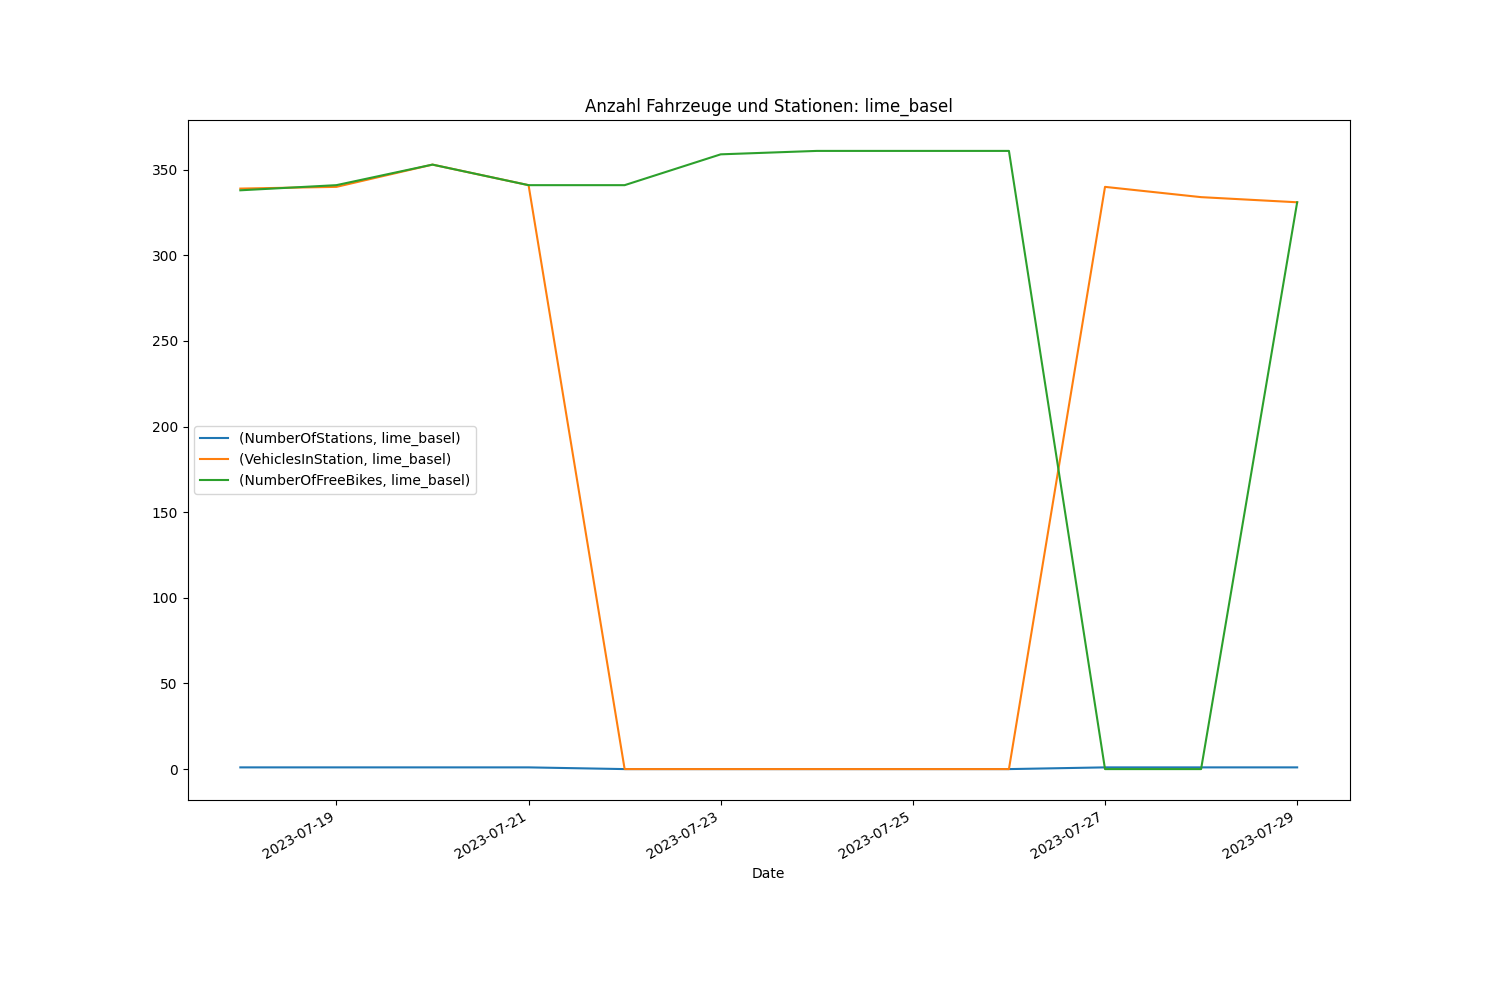 Anzahl Fahrzeuge und Stationen: lime_basel
350
300
250
200
150
100
50
0
(NumberOfStations, lime_basel)
(VehiclesInStation, lime_basel)
(NumberOfFreeBikes, lime_basel)
2023-07-19
2023-07-21
2023-07-23
2023-07-25
2023-07-27
2023-07-29
Date